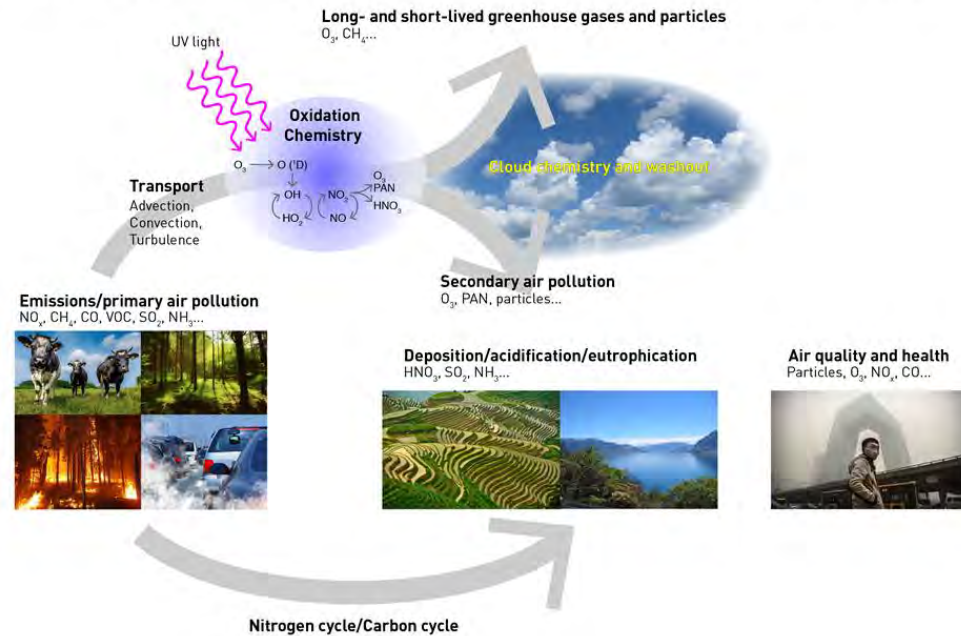 Long- and short-lived greenhouse gases and particles
O₃, CH₄...
UV light
Oxidation
Chemistry
O₃ → O (¹D)
OH
HO₂
NO₂
NO
O₃
PAN
HNO₃
Cloud chemistry and washout
Transport
Advection,
Convection,
Turbulence
Secondary air pollution
O₃, PAN, particles...
Emissions/primary air pollution
NOₓ, CH₄, CO, VOC, SO₂, NH₃...
Deposition/acidification/eutrophication
HNO₃, SO₂, NH₃...
Air quality and health
Particles, O₃, NOₓ, CO...
Nitrogen cycle/Carbon cycle